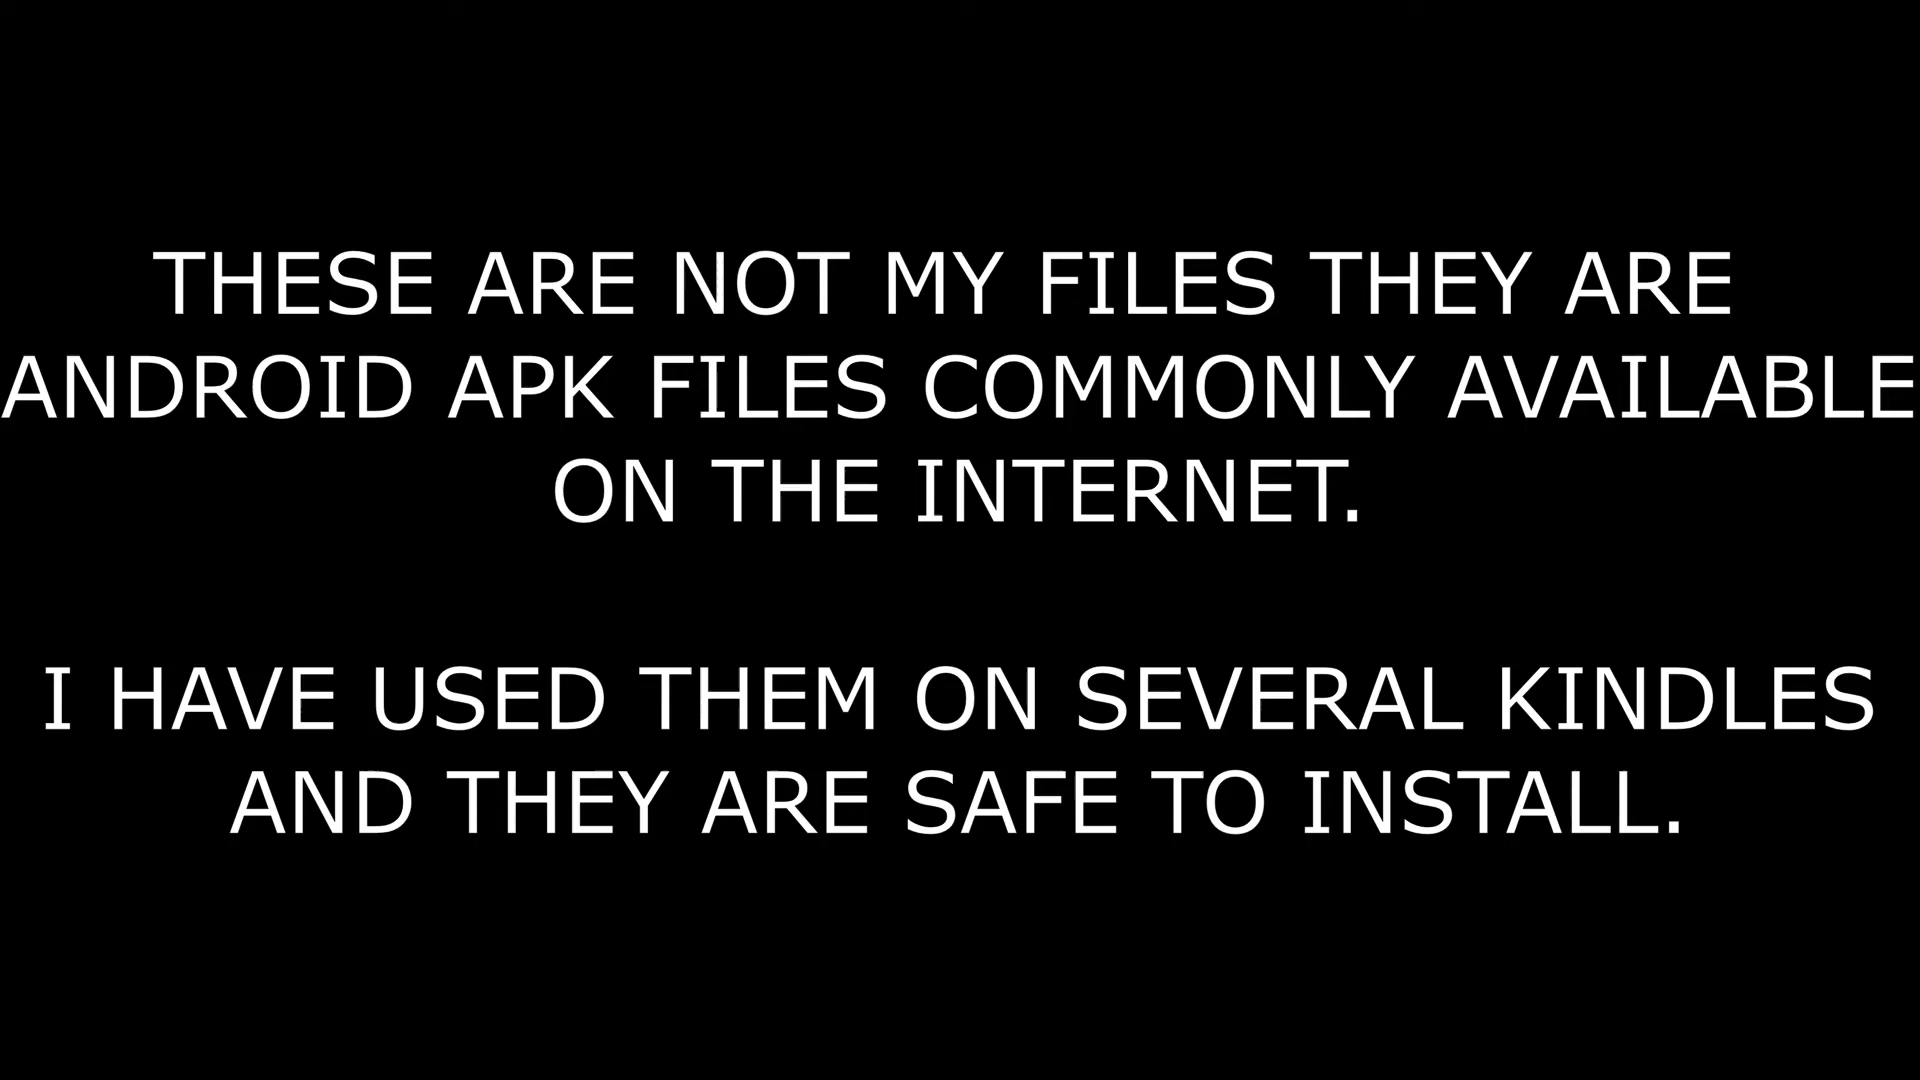 THESE ARE NOT MY FILES THEY ARE
ANDROID APK FILES COMMONLY AVAILABLE
ON THE INTERNET.
I HAVE USED THEM ON SEVERAL KINDLES
AND THEY ARE SAFE TO INSTALL.